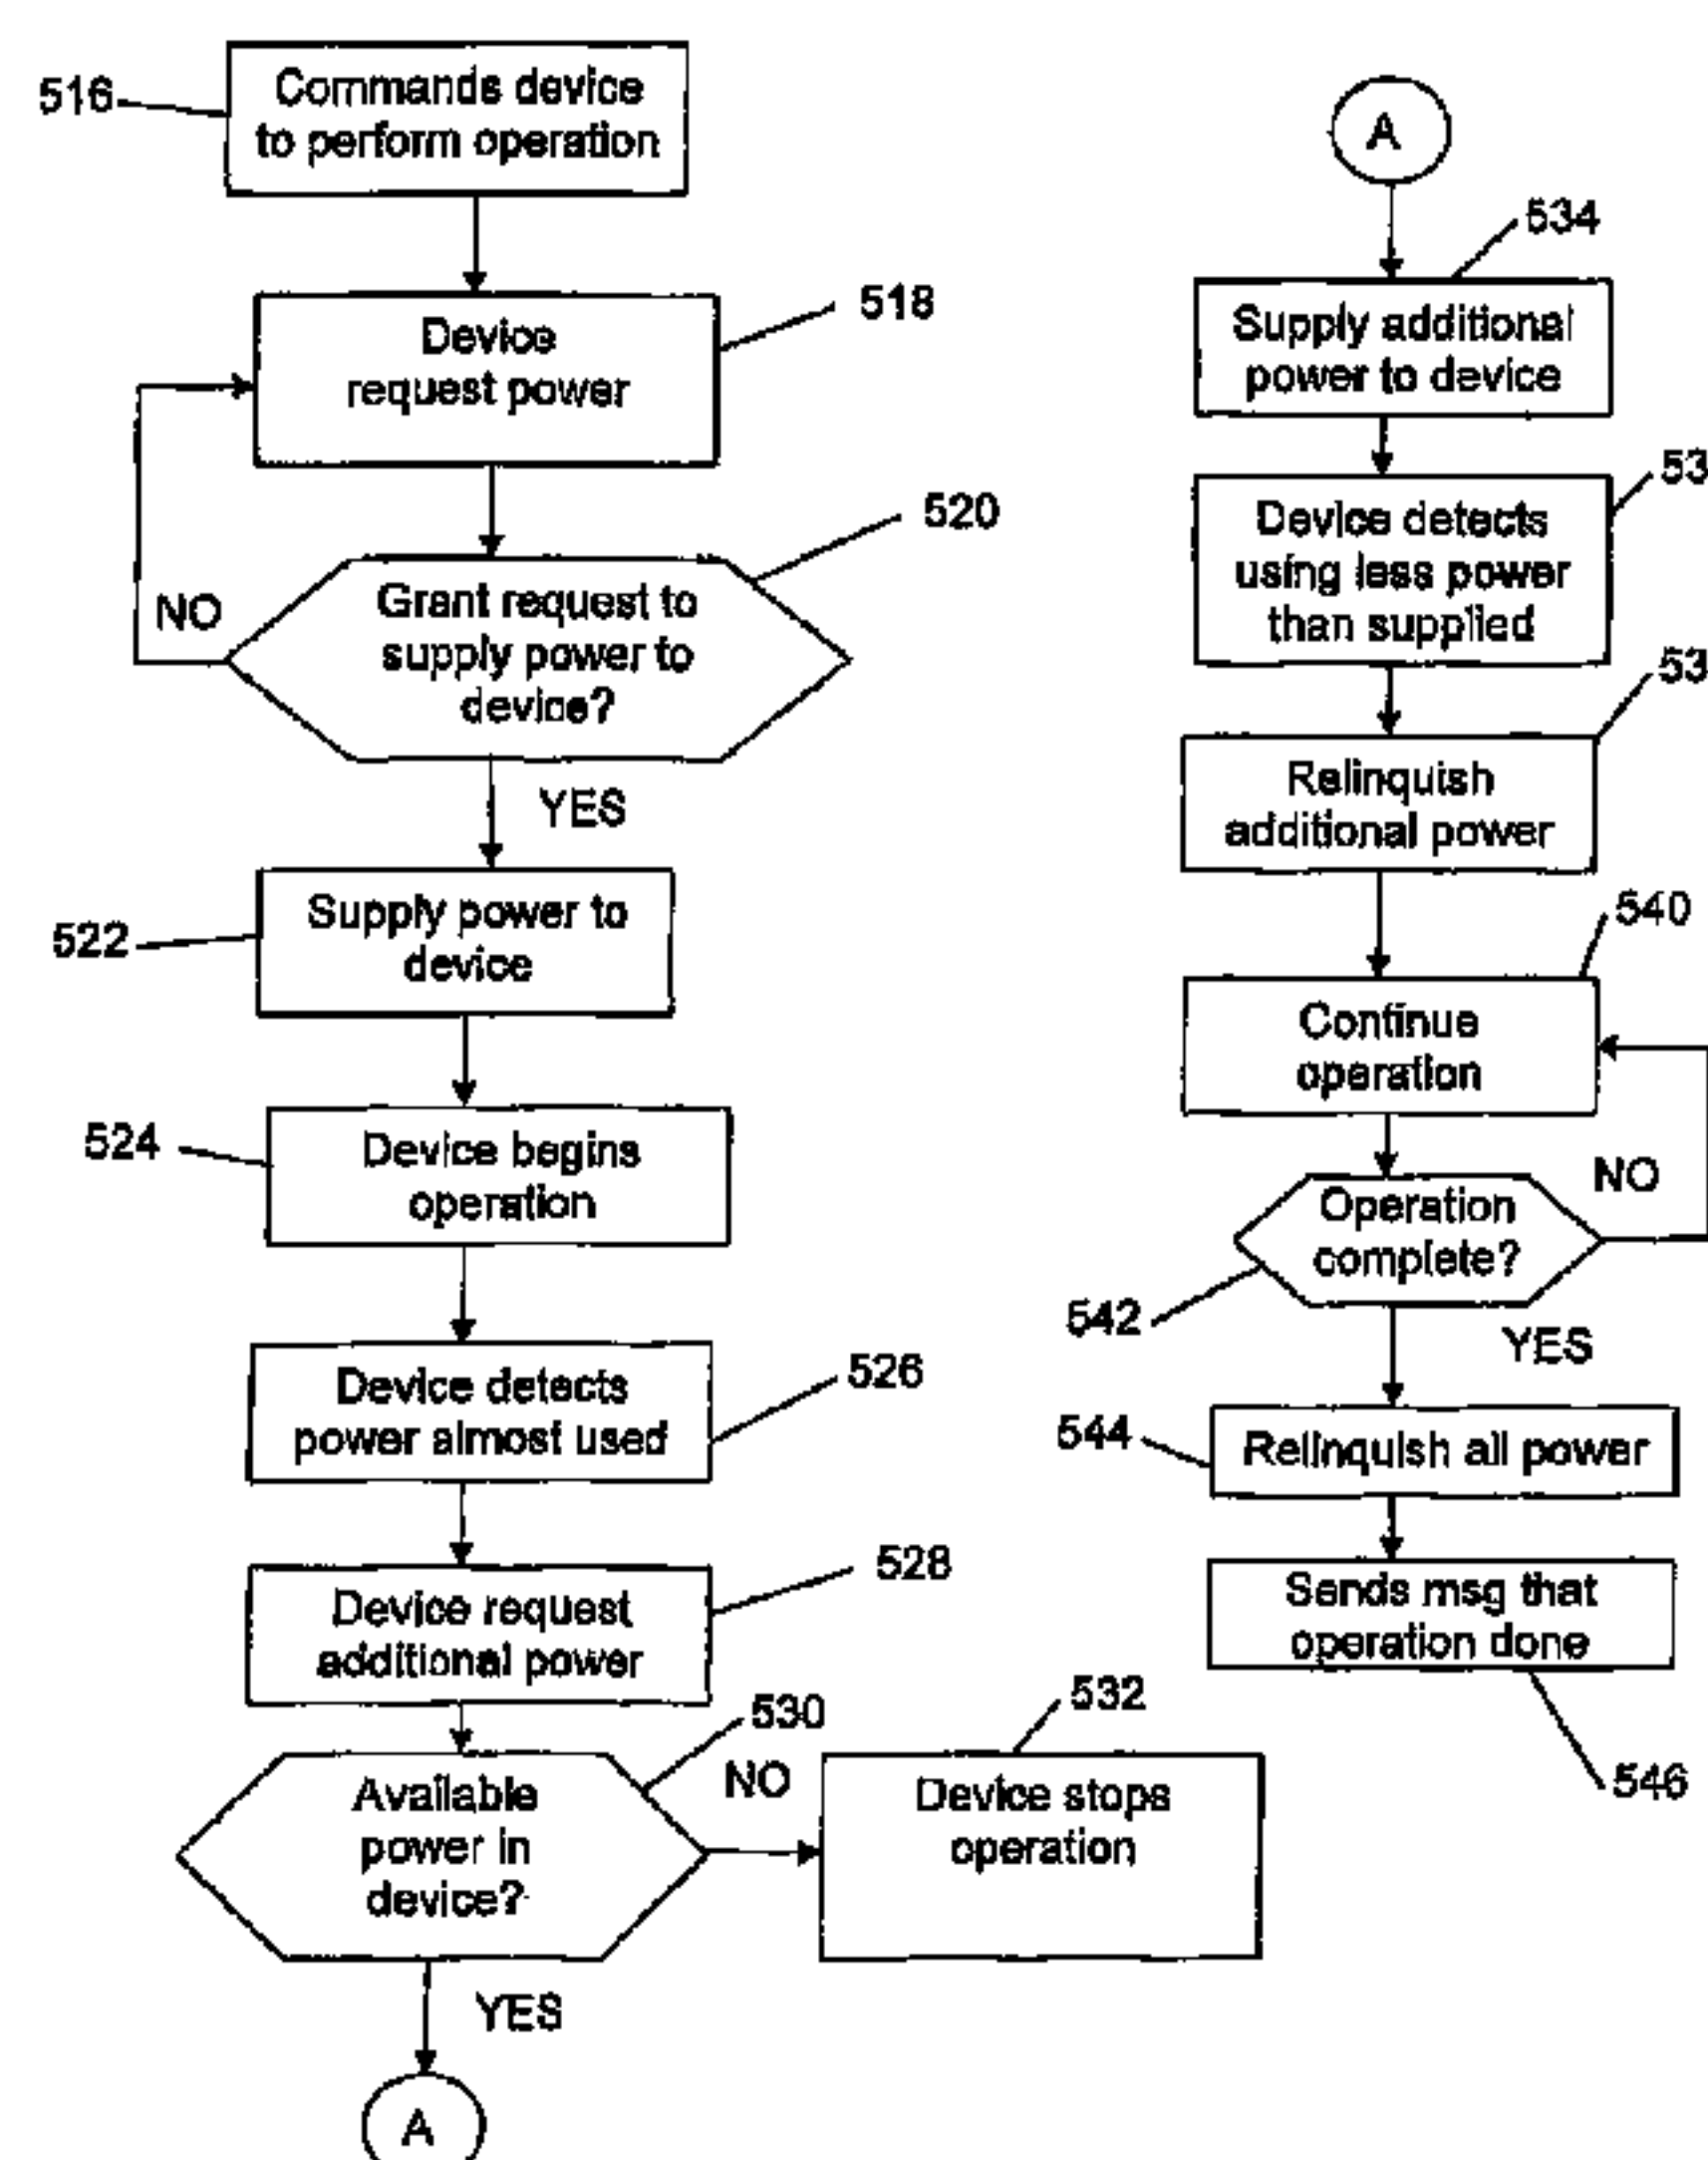 516
Commands device
to perform operation
518
Device
request power
520
NO
Grant request to
supply power to
device?
YES
522
Supply power to
device
524
Device begins
operation
526
Device detects
power almost used
528
Device request
additional power
530
Available
power in
device?
NO
532
Device stops
operation
YES
A
A
534
Supply additional
power to device
53
Device detects
using less power
than supplied
53
Relinquish
additional power
540
Continue
operation
NO
Operation
complete?
542
YES
544
Relinquish all power
Sends msg that
operation done
546